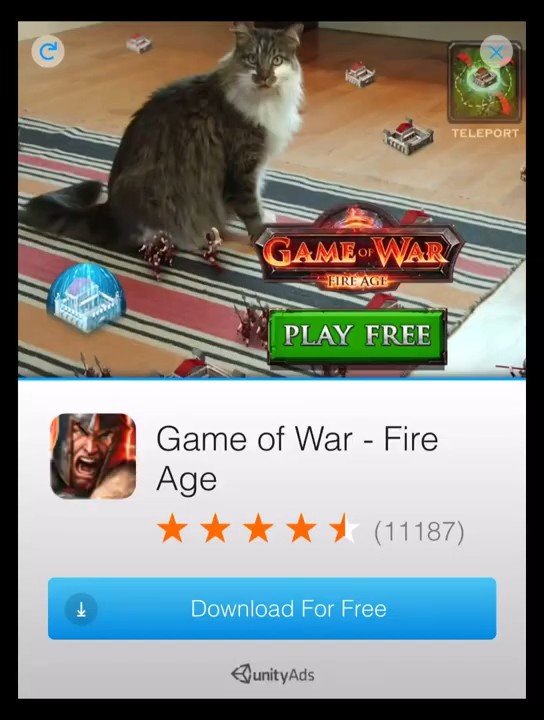 TELEPORT
GAME OF WAR
FIRE AGE
PLAY FREE
Game of War - Fire
Age
(11187)
Download For Free
unityAds